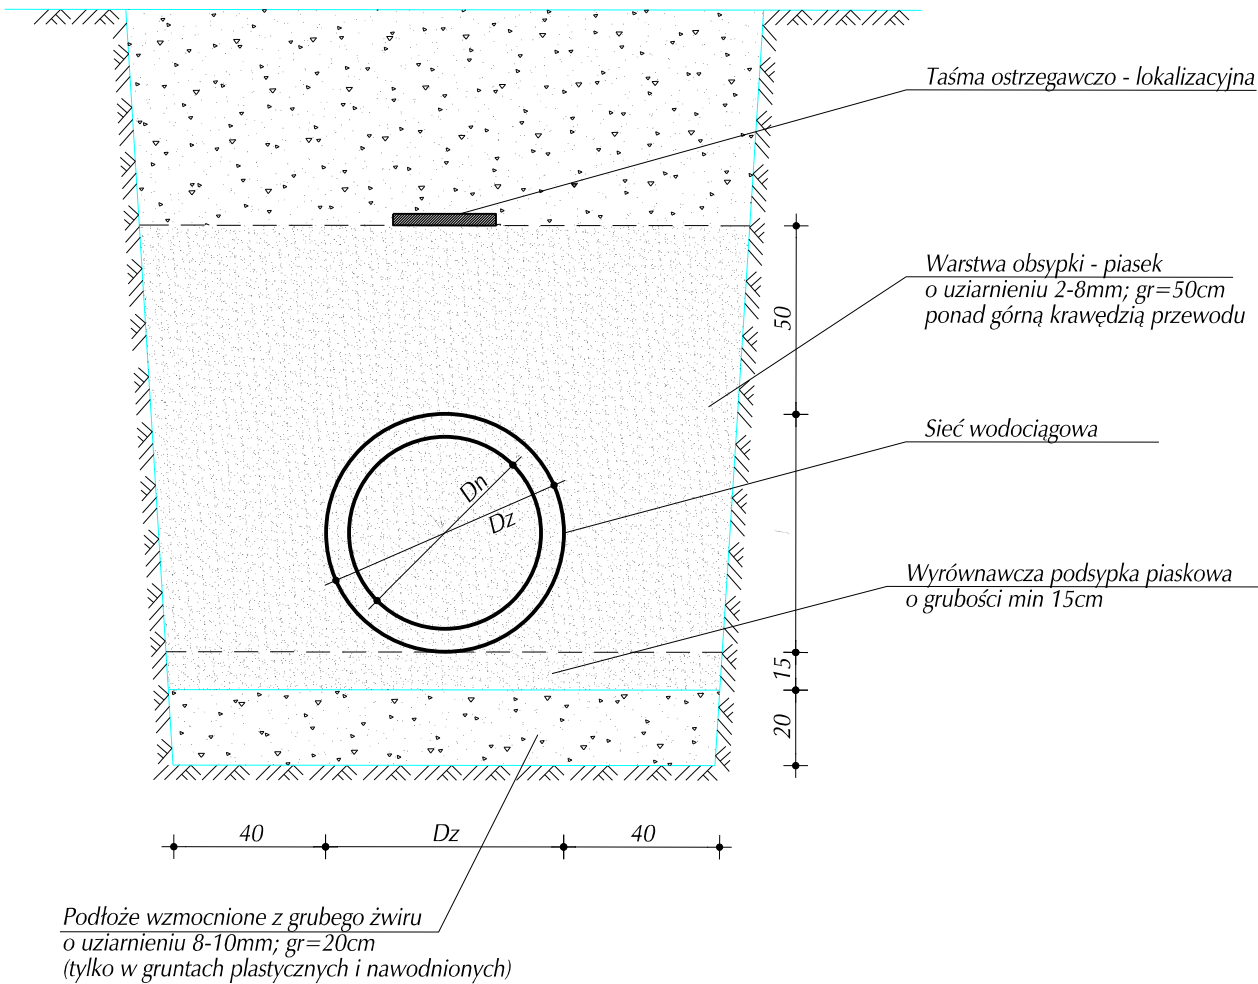 Taśma ostrzegawczo - lokalizacyjna
Warstwa obsypki - piasek
o uziarnieniu 2-8mm; gr=50cm
ponad górną krawędzią przewodu
50
Sieć wodociągowa
Dn
Dz
Wyrównawcza podsypka piaskowa
o grubości min 15cm
15
20
40
Dz
40
Podłoże wzmocnione z grubego żwiru
o uziarnieniu 8-10mm; gr=20cm
(tylko w gruntach plastycznych i nawodnionych)